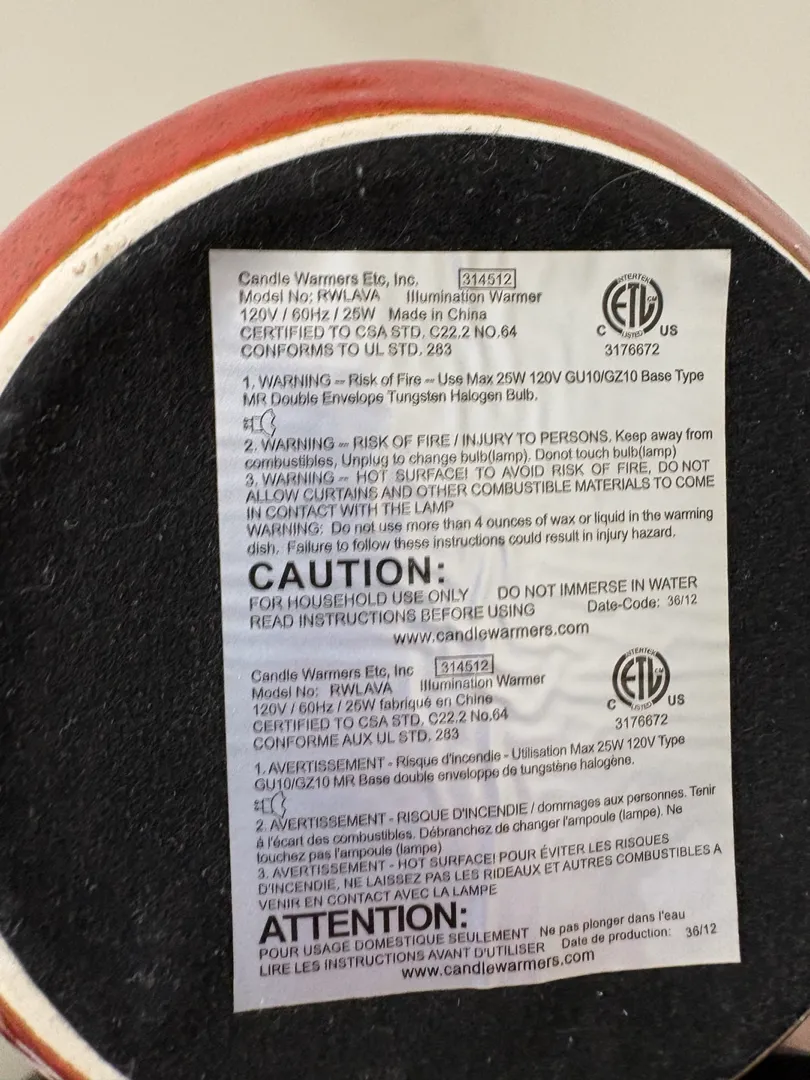 Candle Warmers Etc, Inc. 314512
Model No: RWLAVA Illumination Warmer
120V / 60Hz / 25W Made in China
CERTIFIED TO CSA STD. C22.2 NO.64
CONFORMS TO UL STD. 283
INTERTEK
ETL CM
LISTED
C US
3176672
1. WARNING -- Risk of Fire -- Use Max 25W 120V GU10/GZ10 Base Type
MR Double Envelope Tungsten Halogen Bulb.
2. WARNING -- RISK OF FIRE / INJURY TO PERSONS. Keep away from
combustibles, Unplug to change bulb(lamp). Donot touch bulb(lamp)
3. WARNING -- HOT SURFACE! TO AVOID RISK OF FIRE, DO NOT
ALLOW CURTAINS AND OTHER COMBUSTIBLE MATERIALS TO COME
IN CONTACT WITH THE LAMP
WARNING: Do not use more than 4 ounces of wax or liquid in the warming
dish. Failure to follow these instructions could result in injury hazard.
CAUTION:
FOR HOUSEHOLD USE ONLY DO NOT IMMERSE IN WATER
READ INSTRUCTIONS BEFORE USING Date-Code: 36/12
www.candlewarmers.com
Candle Warmers Etc, Inc 314512
Model No: RWLAVA Illumination Warmer
120V / 60Hz / 25W fabriqué en Chine
CERTIFIED TO CSA STD. C22.2 No.64
CONFORME AUX UL STD. 283
INTERTEK
ETL CM
LISTED
C US
3176672
1. AVERTISSEMENT - Risque d'incendie - Utilisation Max 25W 120V Type
GU10/GZ10 MR Base double enveloppe de tungstène halogène.
2. AVERTISSEMENT - RISQUE D'INCENDIE / dommages aux personnes. Tenir
à l'écart des combustibles. Débranchez de changer l'ampoule (lampe). Ne
touchez pas l'ampoule (lampe)
3. AVERTISSEMENT - HOT SURFACE! POUR ÉVITER LES RISQUES
D'INCENDIE, NE LAISSEZ PAS LES RIDEAUX ET AUTRES COMBUSTIBLES A
VENIR EN CONTACT AVEC LA LAMPE
ATTENTION:
POUR USAGE DOMESTIQUE SEULEMENT Ne pas plonger dans l'eau
LIRE LES INSTRUCTIONS AVANT D'UTILISER Date de production: 36/12
www.candlewarmers.com